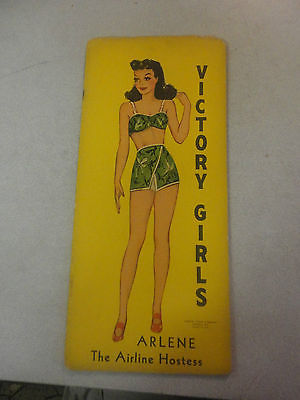 VICTORY GIRLS
ARLENE
The Airline Hostess